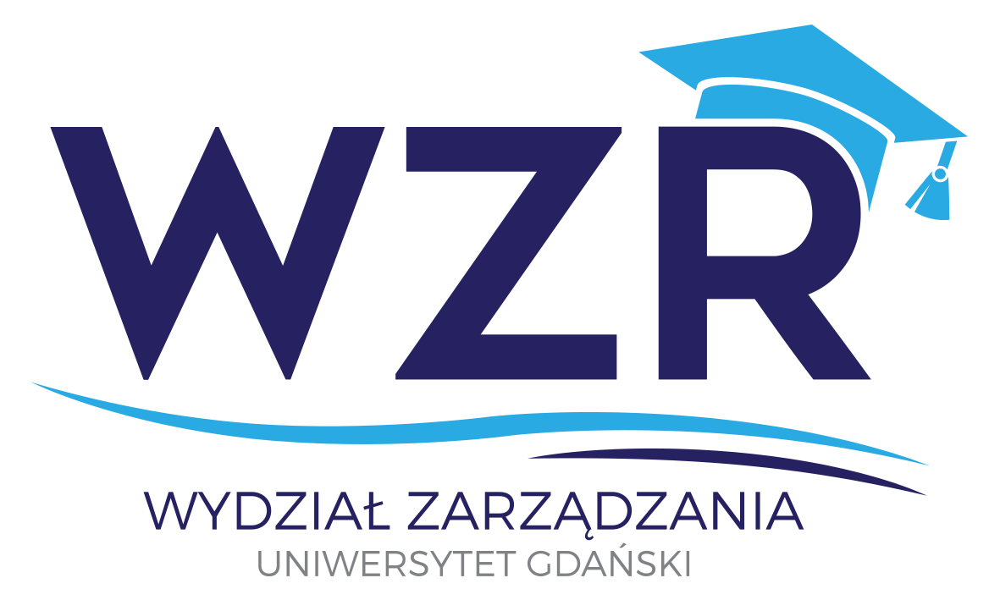 WZR
WYDZIAŁ ZARZĄDZANIA
UNIWERSYTET GDAŃSKI